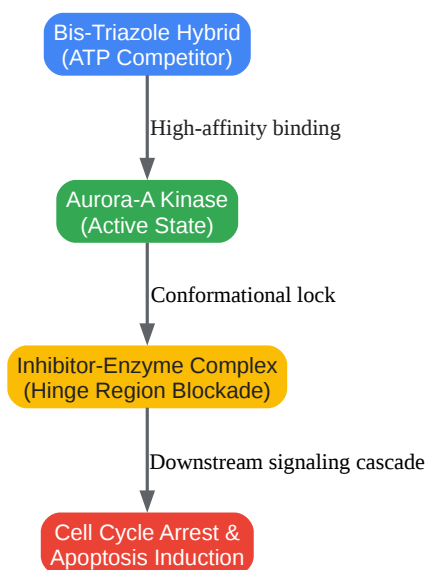 Bis-Triazole Hybrid
(ATP Competitor)
High-affinity binding
Aurora-A Kinase
(Active State)
Conformational lock
Inhibitor-Enzyme Complex
(Hinge Region Blockade)
Downstream signaling cascade
Cell Cycle Arrest &
Apoptosis Induction